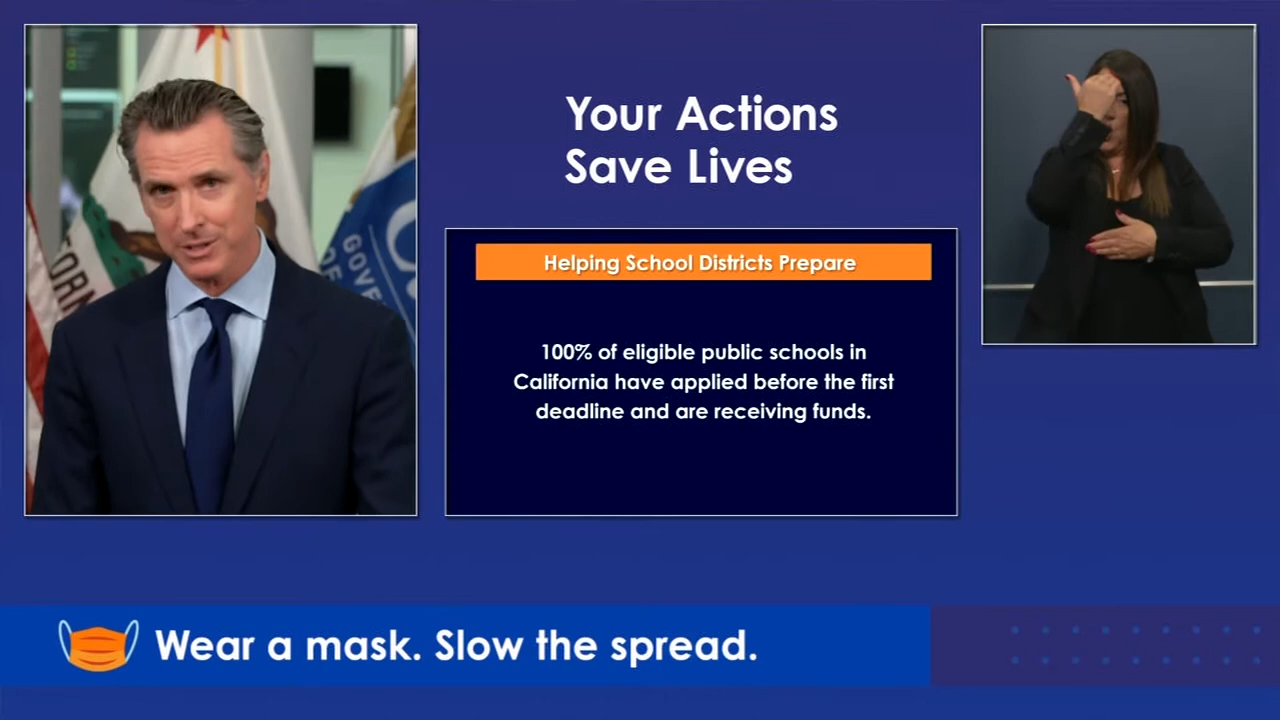 Your Actions
Save Lives
Helping School Districts Prepare
100% of eligible public schools in
California have applied before the first
deadline and are receiving funds.
Wear a mask. Slow the spread.